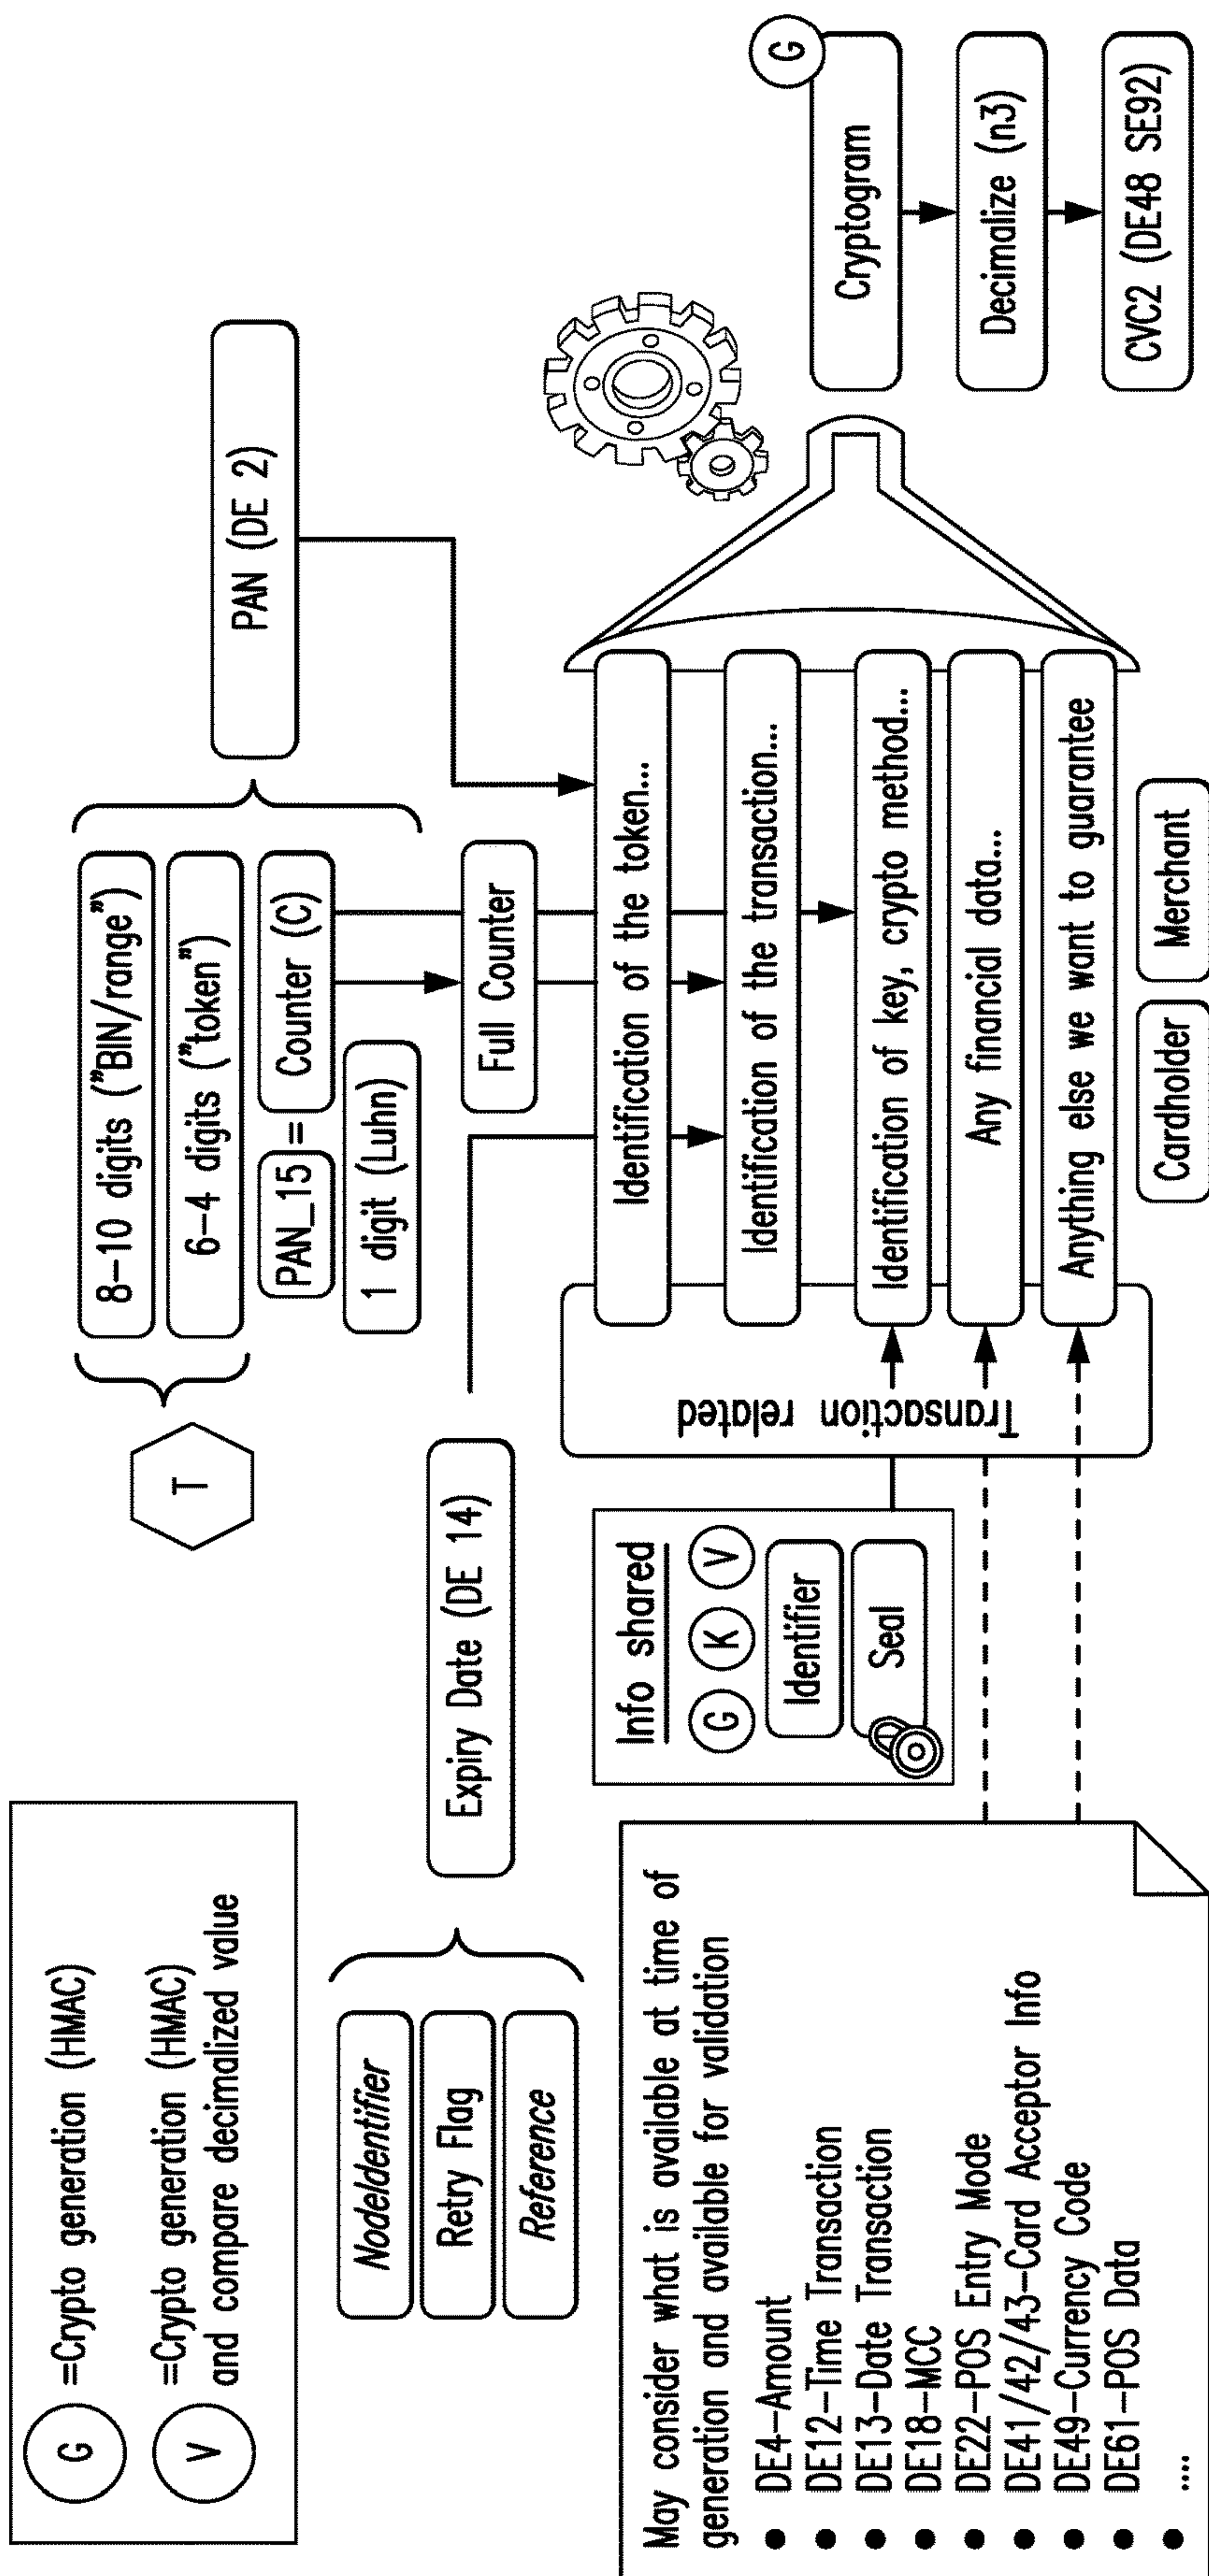 G
=Crypto generation (HMAC)
V
=Crypto generation (HMAC)
and compare decimalized value
T
8-10 digits ("BIN/range")
6-4 digits ("token")
PAN_15
=
Counter (C)
1 digit (Luhn)
PAN (DE 2)
NodeIdentifier
Retry Flag
Reference
Expiry Date (DE 14)
Full Counter
May consider what is available at time of
generation and available for validation
● DE4-Amount
● DE12-Time Transaction
● DE13-Date Transaction
● DE18-MCC
● DE22-POS Entry Mode
● DE41/42/43-Card Acceptor Info
● DE49-Currency Code
● DE61-POS Data
● ....
Info shared
G K V
Identifier
Seal
Transaction related
Identification of the token...
Identification of the transaction...
Identification of key, crypto method...
Any financial data...
Anything else we want to guarantee
Cardholder
Merchant
G
Cryptogram
Decimalize (n3)
CVC2 (DE48 SE92)